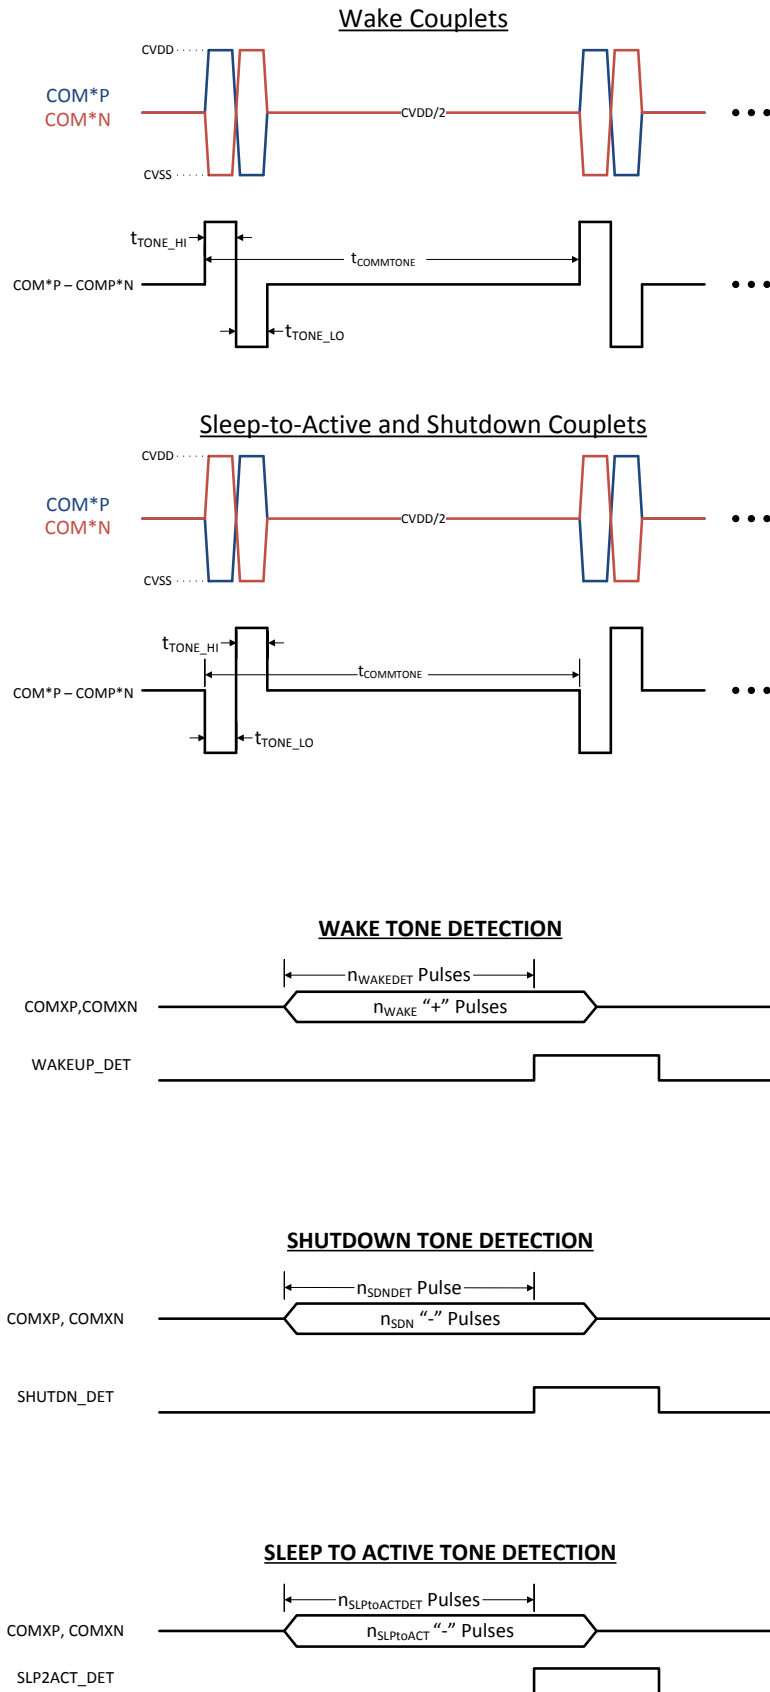 Wake Couplets
CVDD
COM*P
COM*N
CVDD/2
CVSS
tTONE_HI
tCOMMTONE
COM*P – COMP*N
tTONE_LO
Sleep-to-Active and Shutdown Couplets
CVDD
COM*P
COM*N
CVDD/2
CVSS
tTONE_HI
tCOMMTONE
COM*P – COMP*N
tTONE_LO
WAKE TONE DETECTION
nWAKEDET Pulses
COMXP,COMXN
nWAKE “+” Pulses
WAKEUP_DET
SHUTDOWN TONE DETECTION
nSDNDET Pulse
COMXP, COMXN
nSDN “-” Pulses
SHUTDN_DET
SLEEP TO ACTIVE TONE DETECTION
nSLPtoACTDET Pulses
COMXP, COMXN
nSLPtoACT “-” Pulses
SLP2ACT_DET